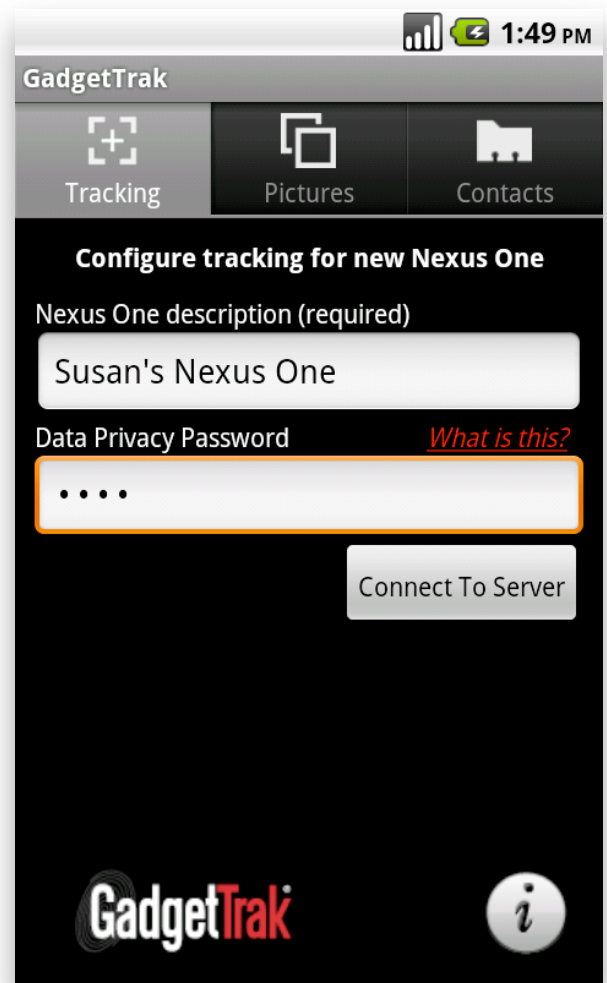 1:49 PM
GadgetTrak
Tracking Pictures Contacts
Configure tracking for new Nexus One
Nexus One description (required)
Susan's Nexus One
Data Privacy Password What is this?
••••
Connect To Server
GadgetTrak i